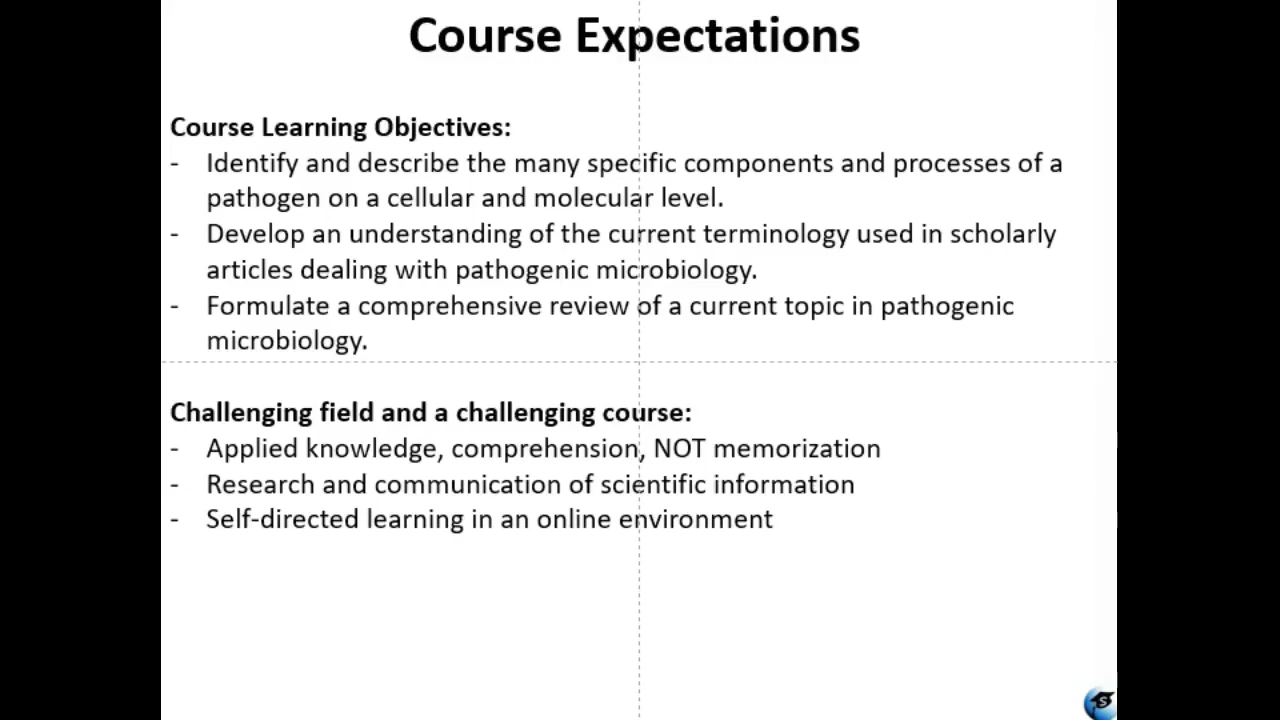 Course Expectations
Course Learning Objectives:
- Identify and describe the many specific components and processes of a
pathogen on a cellular and molecular level.
- Develop an understanding of the current terminology used in scholarly
articles dealing with pathogenic microbiology.
- Formulate a comprehensive review of a current topic in pathogenic
microbiology.
Challenging field and a challenging course:
- Applied knowledge, comprehension, NOT memorization
- Research and communication of scientific information
- Self-directed learning in an online environment
S